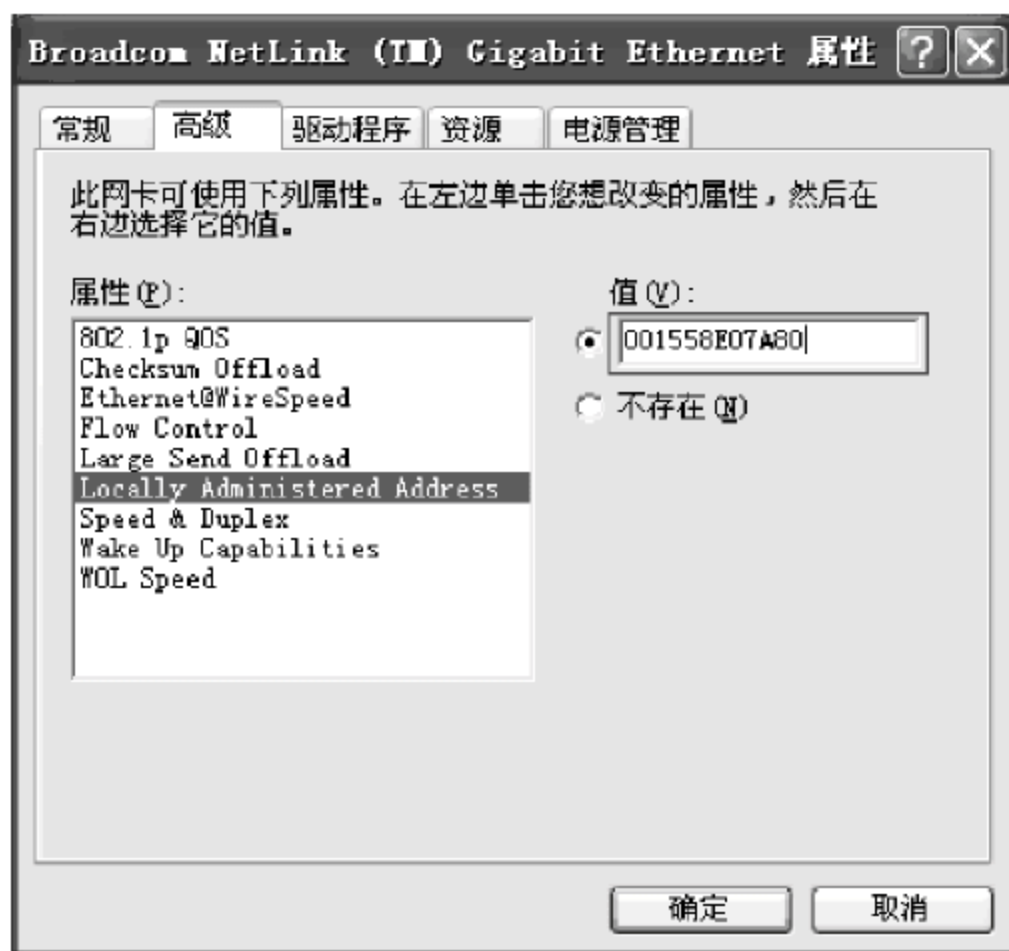 Broadcom NetLink (TM) Gigabit Ethernet 属性
常规 高级 驱动程序 资源 电源管理
此网卡可使用下列属性。在左边单击您想改变的属性，然后在
右边选择它的值。
属性(P):
802.1p QOS
Checksum Offload
Ethernet@WireSpeed
Flow Control
Large Send Offload
Locally Administered Address
Speed & Duplex
Wake Up Capabilities
WOL Speed
值(V):
001558E07A80
不存在(N)
确定 取消